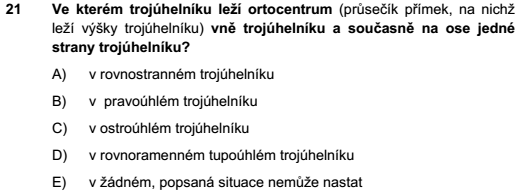 21 Ve kterém trojúhelníku leží ortocentrum (průsečík přímek, na nichž
leží výšky trojúhelníku) vně trojúhelníku a současně na ose jedné
strany trojúhelníku?
A) v rovnostranném trojúhelníku
B) v pravoúhlém trojúhelníku
C) v ostroúhlém trojúhelníku
D) v rovnoramenném tupoúhlém trojúhelníku
E) v žádném, popsaná situace nemůže nastat